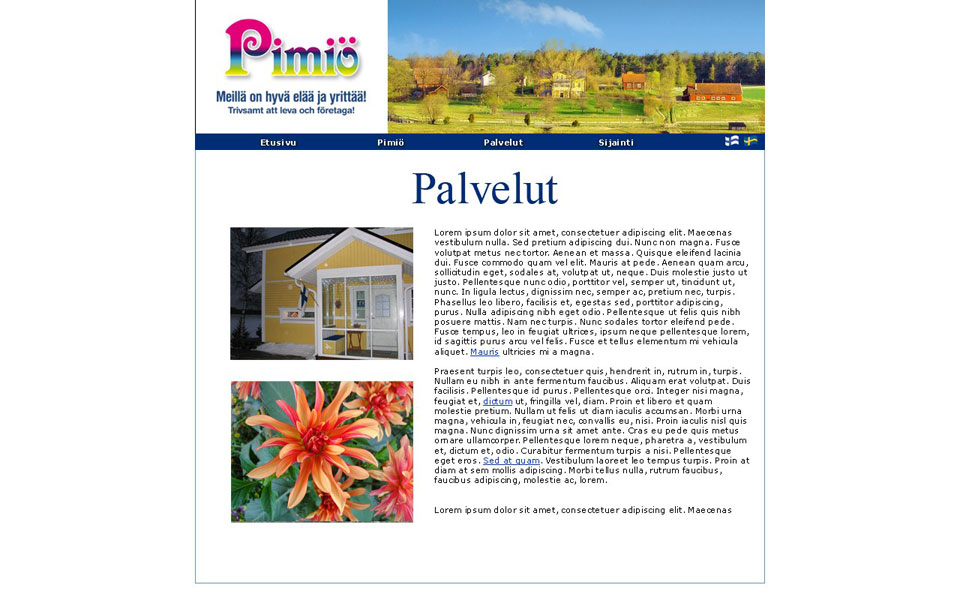 Pimiö
Meillä on hyvä elää ja yrittää!
Trivsamt att leva och företaga!
Etusivu Pimiö Palvelut Sijainti
Palvelut
Lorem ipsum dolor sit amet, consectetuer adipiscing elit. Maecenas
vestibulum nulla. Sed pretium adipiscing dui. Nunc non magna. Fusce
volutpat metus nec tortor. Aenean et massa. Quisque eleifend lacinia
dui. Fusce commodo quam vel elit. Mauris at pede. Aenean quam arcu,
sollicitudin eget, sodales at, volutpat ut, neque. Duis molestie justo ut
justo. Pellentesque nunc odio, porttitor vel, semper ut, tincidunt ut,
nunc. In ligula lectus, dignissim nec, semper ac, pretium nec, turpis.
Phasellus leo libero, facilisis et, egestas sed, porttitor adipiscing,
purus. Nulla adipiscing nibh eget odio. Pellentesque ut felis quis nibh
posuere mattis. Nam nec turpis. Nunc sodales tortor eleifend pede.
Fusce tempus, leo in feugiat ultrices, ipsum neque pellentesque lorem,
id sagittis purus arcu vel felis. Fusce et tellus elementum mi vehicula
aliquet. Mauris ultricies mi a magna.
Praesent turpis leo, consectetuer quis, hendrerit in, rutrum in, turpis.
Nullam eu nibh in ante fermentum faucibus. Aliquam erat volutpat. Duis
facilisis. Pellentesque id purus. Pellentesque orci. Integer nisi magna,
feugiat et, dictum ut, fringilla vel, diam. Proin et libero et quam
molestie pretium. Nullam ut felis ut diam iaculis accumsan. Morbi urna
magna, vehicula in, feugiat nec, convallis eu, nisi. Proin iaculis nisl quis
magna. Nunc dignissim urna sit amet ante. Cras eu pede quis metus
ornare ullamcorper. Pellentesque lorem neque, pharetra a, vestibulum
et, dictum et, odio. Curabitur fermentum turpis a nisi. Pellentesque
eget eros. Sed at quam. Vestibulum laoreet leo tempus turpis. Proin at
diam at sem mollis adipiscing. Morbi tellus nulla, rutrum faucibus,
faucibus adipiscing, molestie ac, lorem.
Lorem ipsum dolor sit amet, consectetuer adipiscing elit. Maecenas